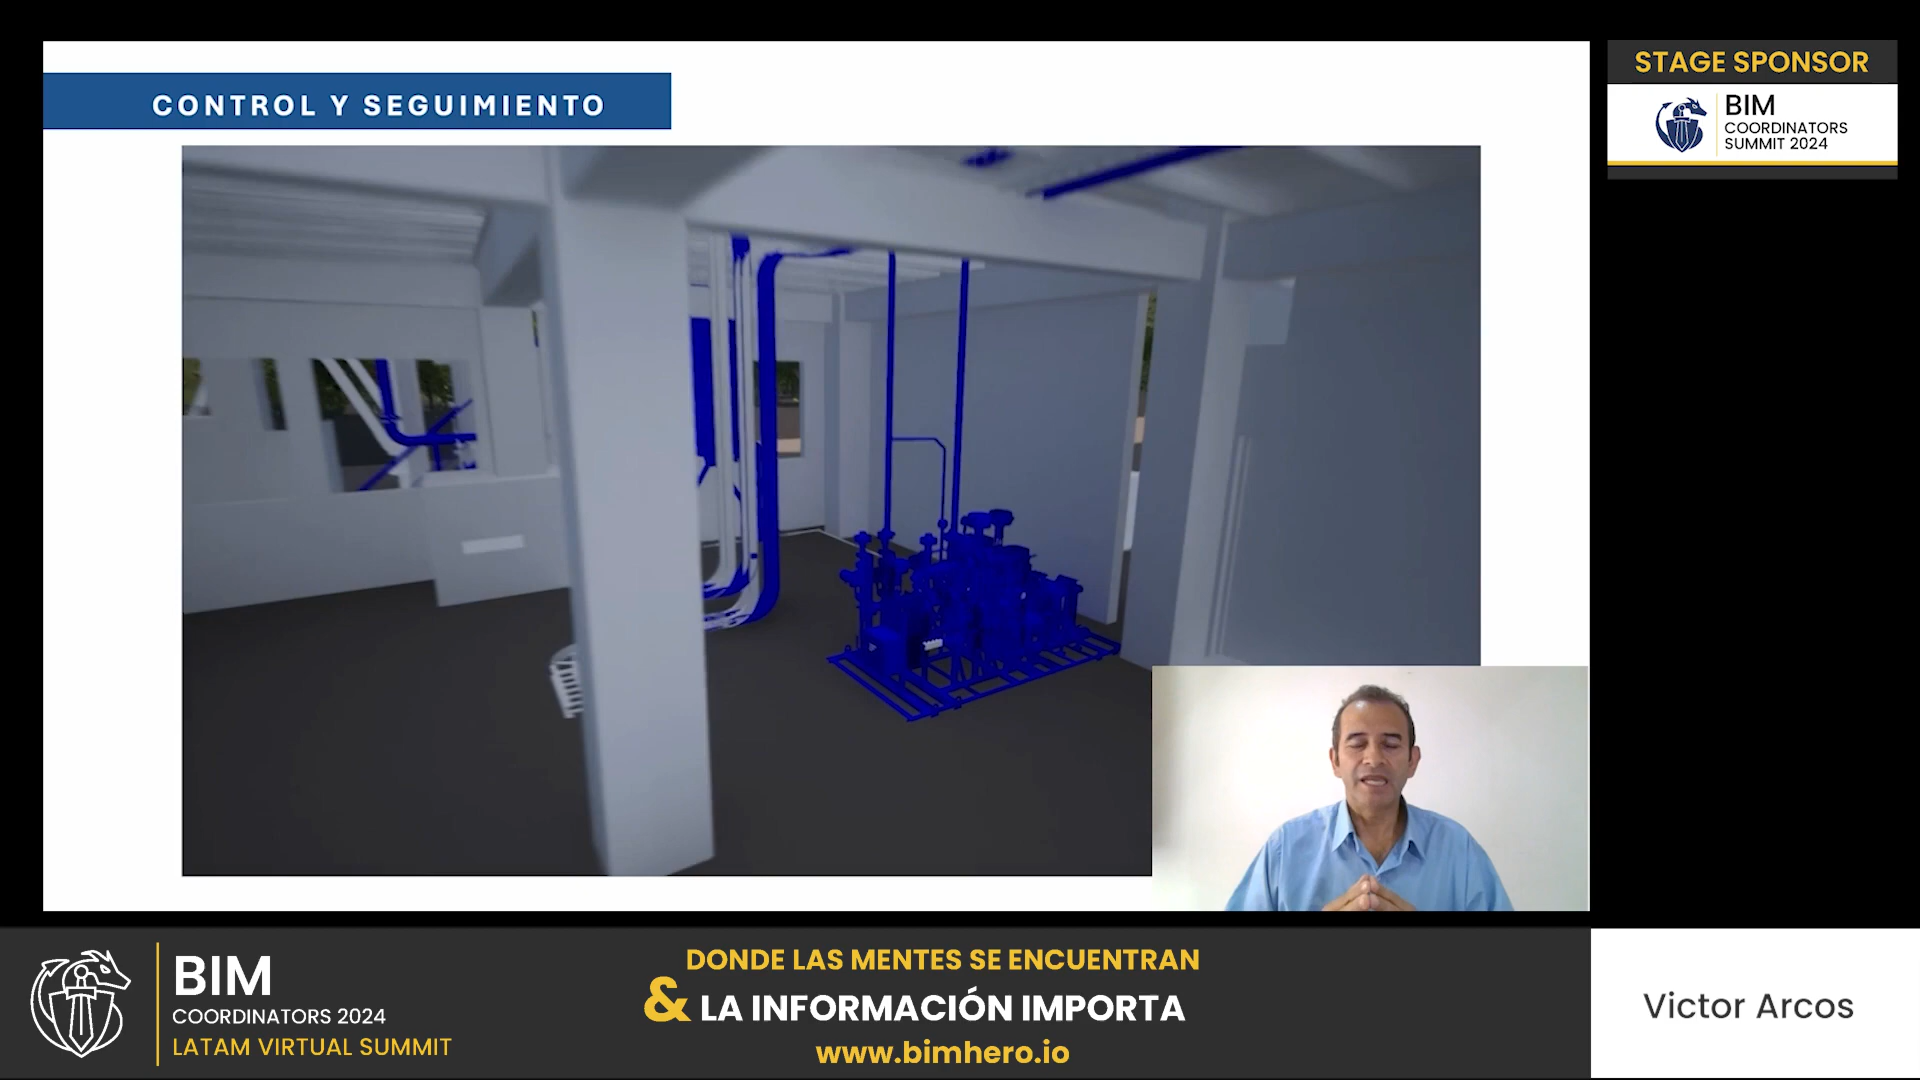 CONTROL Y SEGUIMIENTO
STAGE SPONSOR
BIM
COORDINATORS
SUMMIT 2024
BIM
COORDINATORS 2024
LATAM VIRTUAL SUMMIT
DONDE LAS MENTES SE ENCUENTRAN
& LA INFORMACIÓN IMPORTA
www.bimhero.io
Victor Arcos